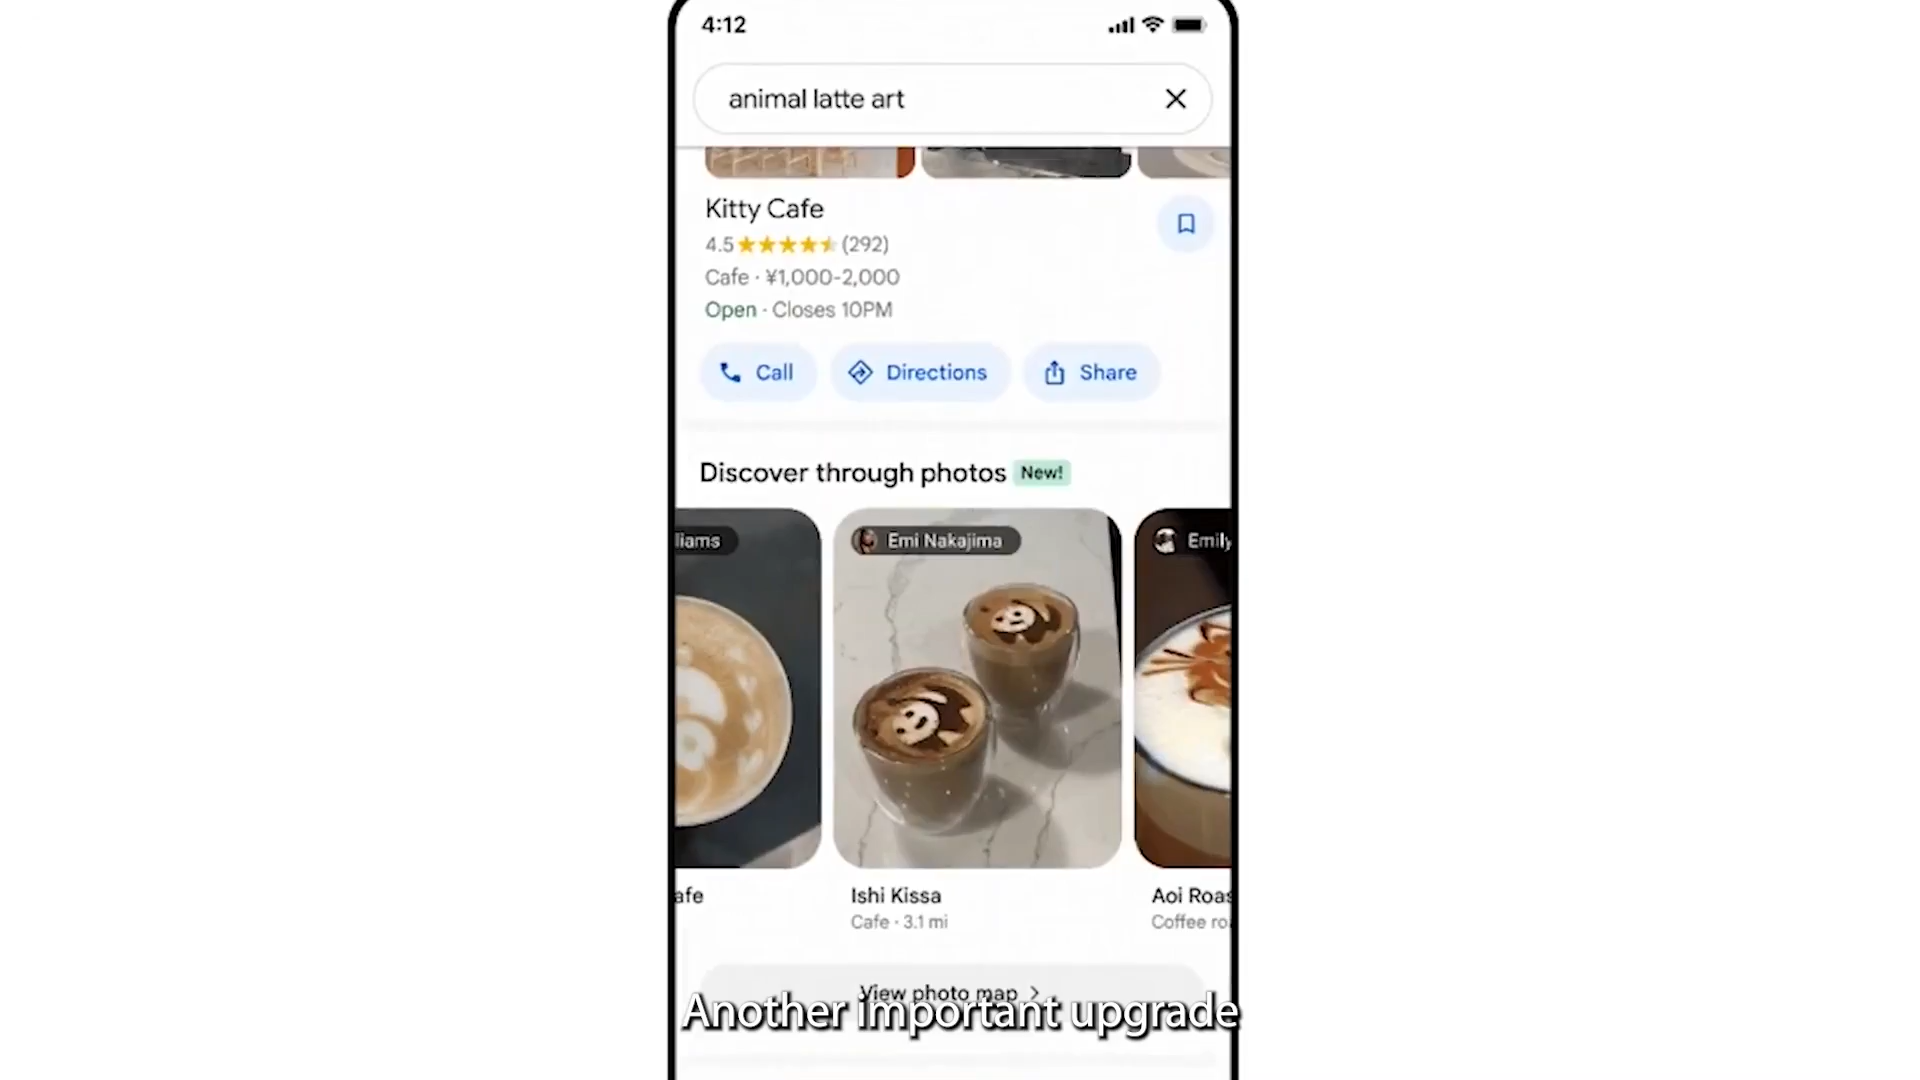 4:12
animal latte art
Kitty Cafe
4.5 (292)
Cafe · ¥1,000-2,000
Open · Closes 10PM
Call
Directions
Share
Discover through photos New!
liams
Emi Nakajima
Emily
afe
Ishi Kissa
Aoi Roas
Cafe · 3.1 mi
Coffee ro
View photo map >
Another important upgrade